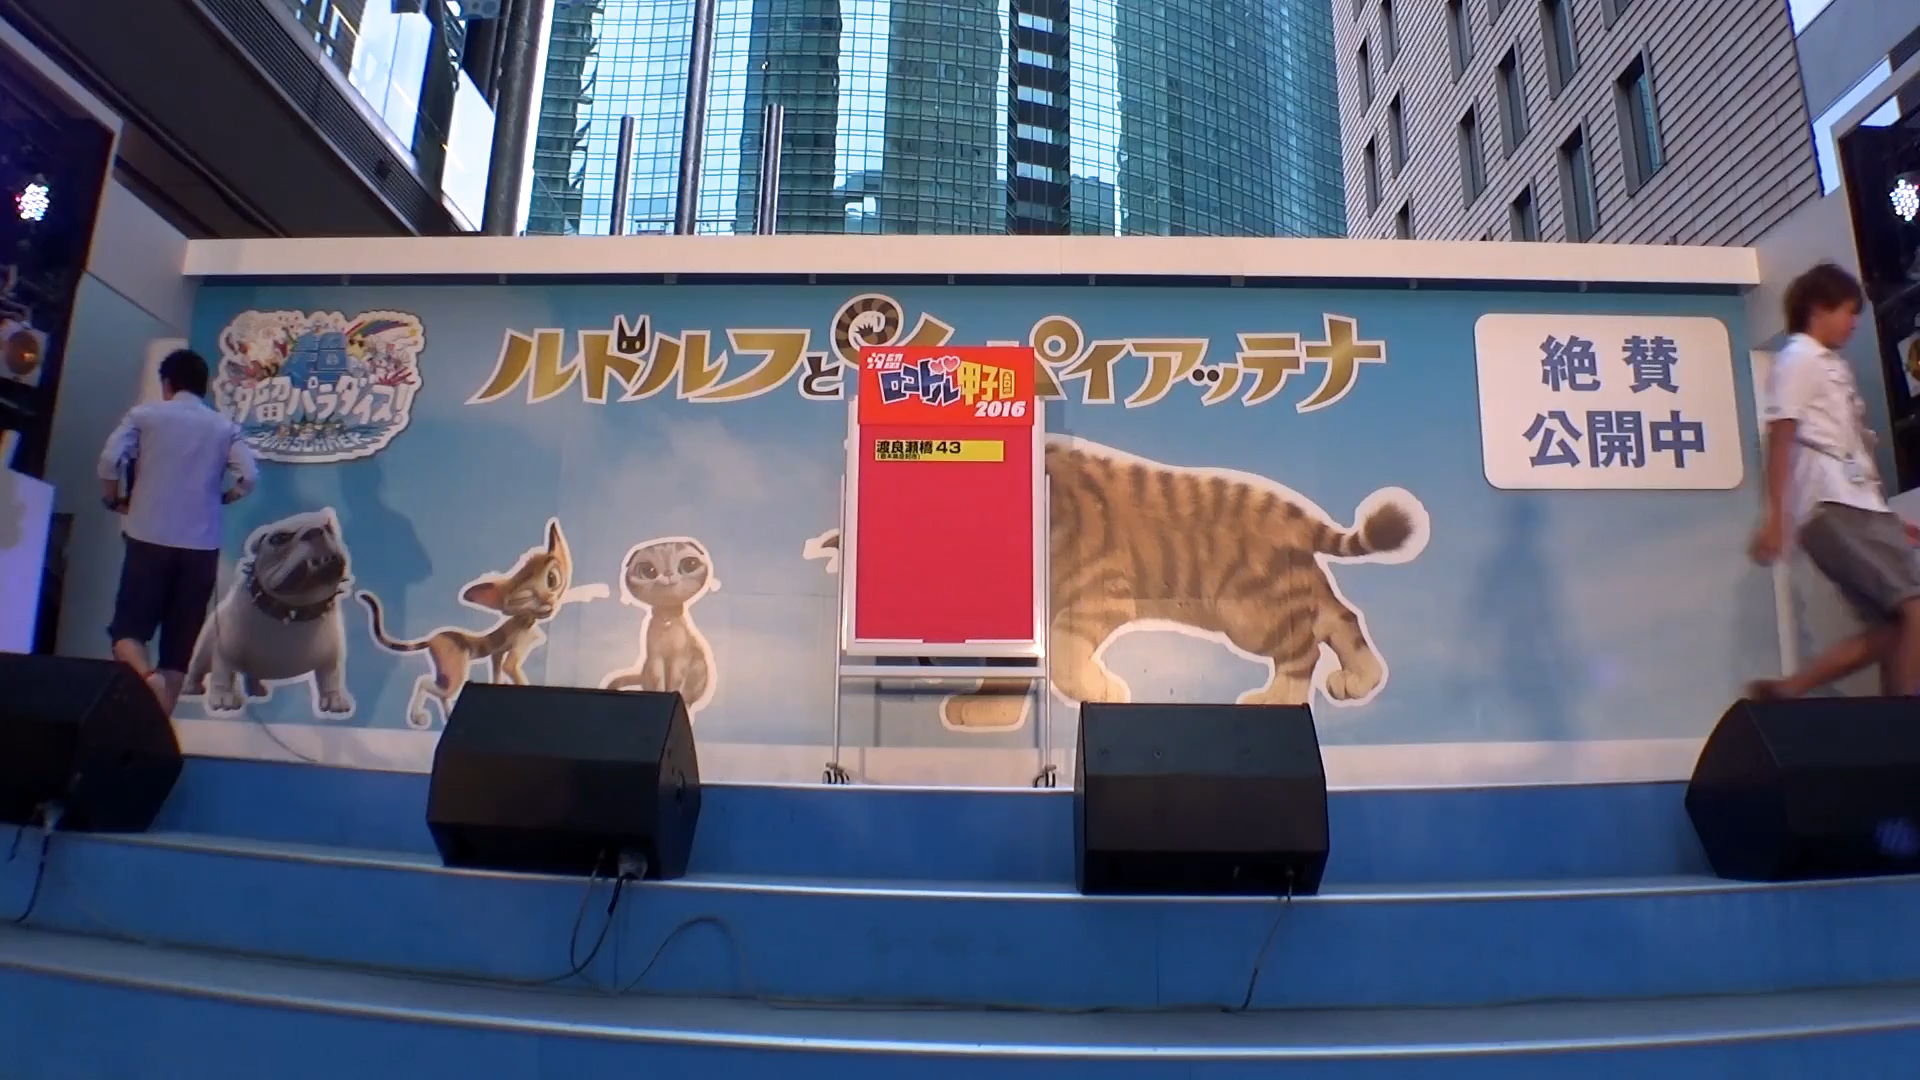 ルドルフと イッパイアッテナ
絶賛
公開中
汐留パラダイス!
汐留
ロコドル甲子園
2016
渡良瀬橋43